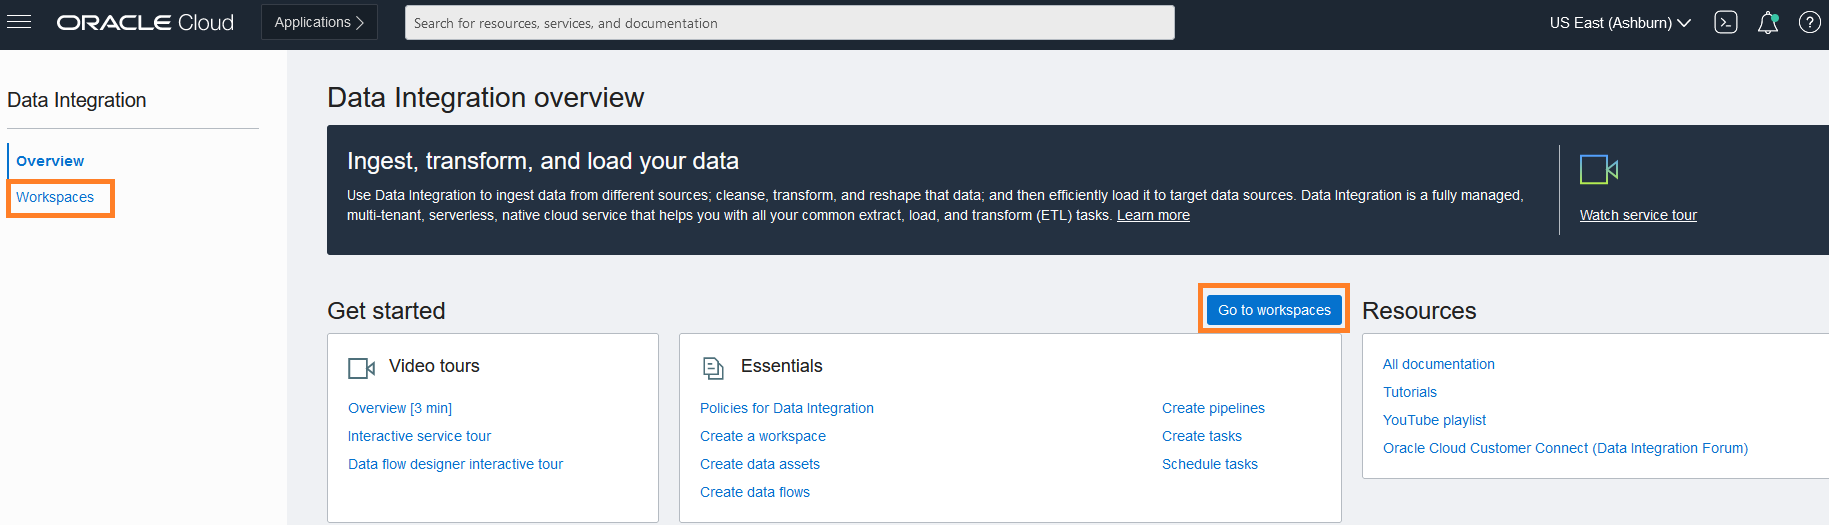 ORACLE Cloud
Applications
Search for resources, services, and documentation
US East (Ashburn)
Data Integration
Overview
Workspaces
Data Integration overview
Ingest, transform, and load your data
Use Data Integration to ingest data from different sources; cleanse, transform, and reshape that data; and then efficiently load it to target data sources. Data Integration is a fully managed,
multi-tenant, serverless, native cloud service that helps you with all your common extract, load, and transform (ETL) tasks. Learn more
Watch service tour
Get started
Go to workspaces
Video tours
Overview [3 min]
Interactive service tour
Data flow designer interactive tour
Essentials
Policies for Data Integration
Create a workspace
Create data assets
Create data flows
Create pipelines
Create tasks
Schedule tasks
Resources
All documentation
Tutorials
YouTube playlist
Oracle Cloud Customer Connect (Data Integration Forum)